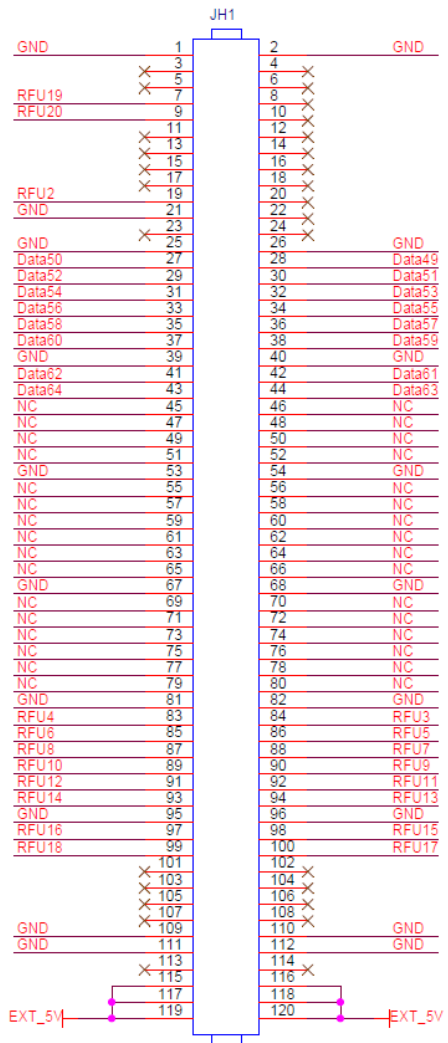 JH1
GND 1 2 GND
3 4
5 6
RFU19 7 8
RFU20 9 10
11 12
13 14
15 16
17 18
RFU2 19 20
GND 21 22
23 24
GND 25 26 GND
Data50 27 28 Data49
Data52 29 30 Data51
Data54 31 32 Data53
Data56 33 34 Data55
Data58 35 36 Data57
Data60 37 38 Data59
GND 39 40 GND
Data62 41 42 Data61
Data64 43 44 Data63
NC 45 46 NC
NC 47 48 NC
NC 49 50 NC
NC 51 52 NC
GND 53 54 GND
NC 55 56 NC
NC 57 58 NC
NC 59 60 NC
NC 61 62 NC
NC 63 64 NC
NC 65 66 NC
GND 67 68 GND
NC 69 70 NC
NC 71 72 NC
NC 73 74 NC
NC 75 76 NC
NC 77 78 NC
NC 79 80 NC
GND 81 82 GND
RFU4 83 84 RFU3
RFU6 85 86 RFU5
RFU8 87 88 RFU7
RFU10 89 90 RFU9
RFU12 91 92 RFU11
RFU14 93 94 RFU13
GND 95 96 GND
RFU16 97 98 RFU15
RFU18 99 100 RFU17
101 102
103 104
105 106
107 108
GND 109 110 GND
GND 111 112 GND
113 114
115 116
117 118
EXT_5V 119 120 EXT_5V